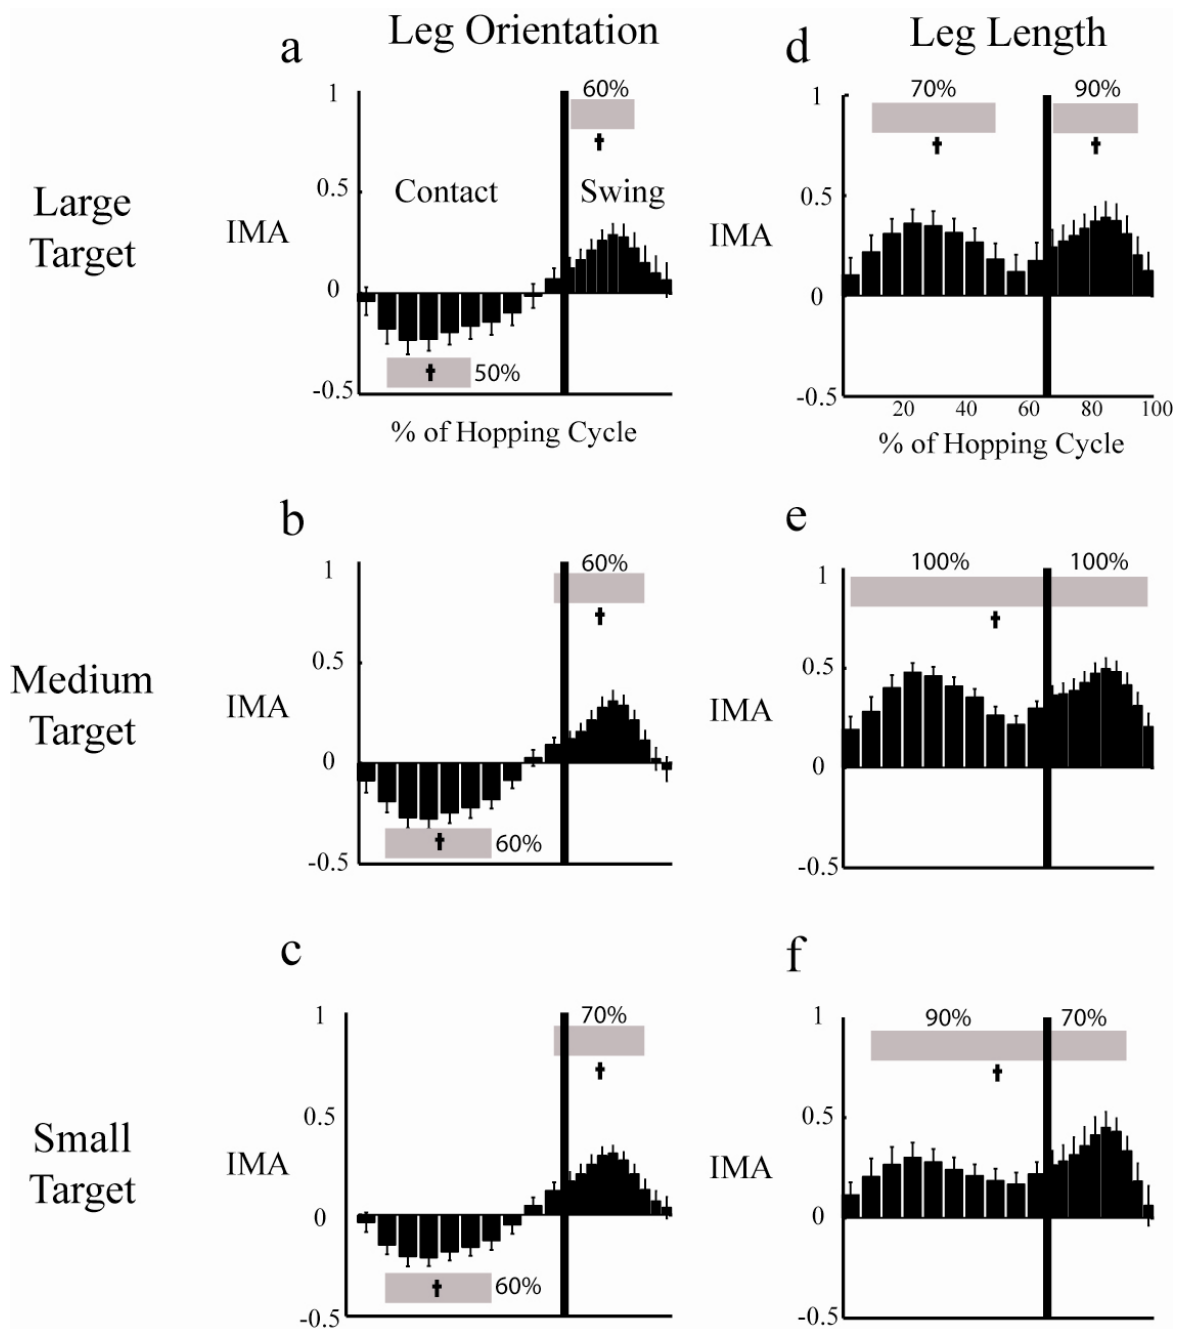 Leg Orientation
Leg Length
a
d
Large
Target
IMA
1
0.5
0
-0.5
60%
†
Contact
Swing
†
50%
% of Hopping Cycle
IMA
1
0.5
0
-0.5
70%
90%
†
†
20 40 60 80 100
% of Hopping Cycle
b
e
Medium
Target
IMA
1
0.5
0
-0.5
60%
†
†
60%
IMA
1
0.5
0
-0.5
100%
100%
†
c
f
Small
Target
IMA
1
0.5
0
-0.5
70%
†
†
60%
IMA
1
0.5
0
-0.5
90%
70%
†